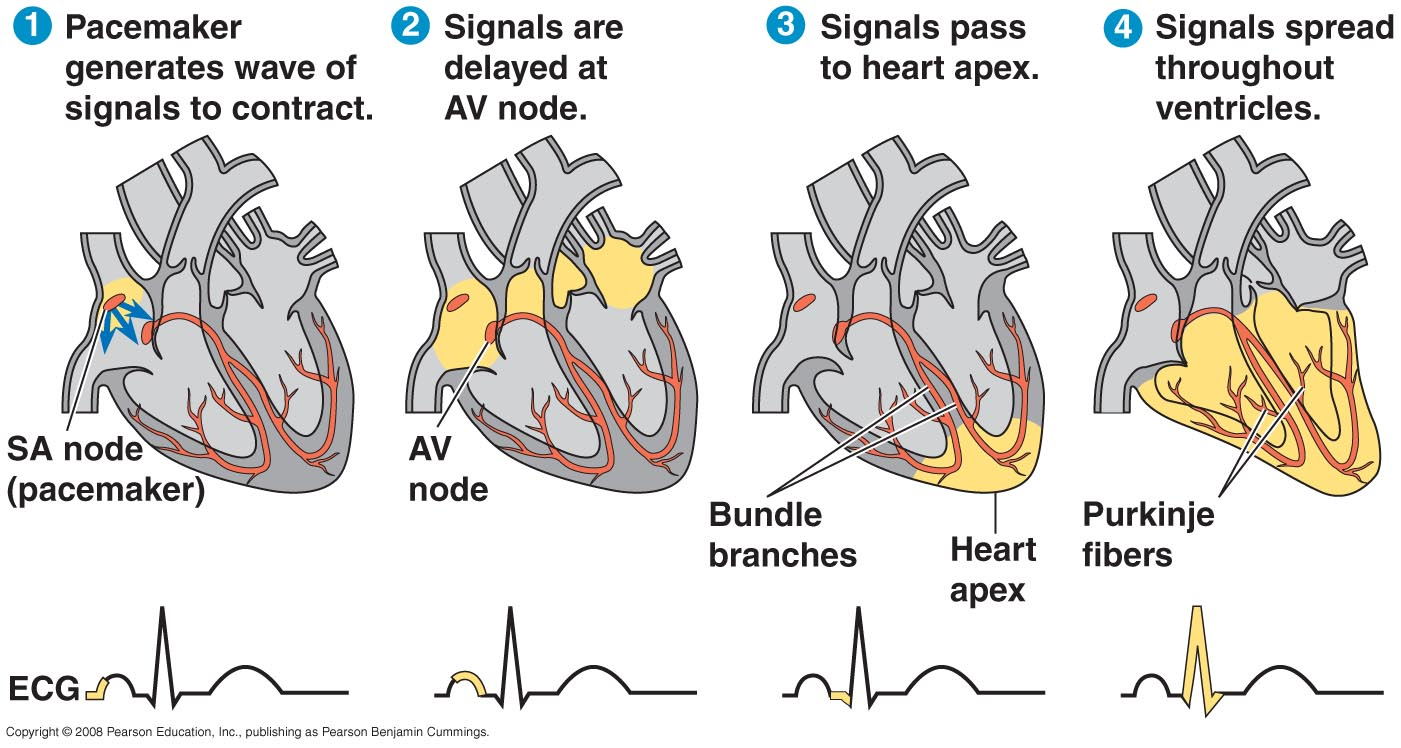 1 Pacemaker
generates wave of
signals to contract.
2 Signals are
delayed at
AV node.
3 Signals pass
to heart apex.
4 Signals spread
throughout
ventricles.
SA node
(pacemaker)
AV
node
Bundle
branches
Heart
apex
Purkinje
fibers
ECG
Copyright © 2008 Pearson Education, Inc., publishing as Pearson Benjamin Cummings.